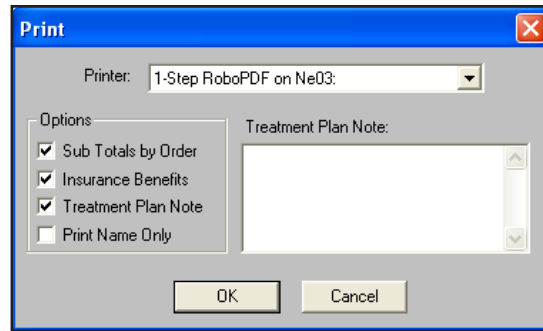 Print
Printer: 1-Step RoboPDF on Ne03:
Options
Sub Totals by Order
Insurance Benefits
Treatment Plan Note
Print Name Only
Treatment Plan Note:
OK Cancel